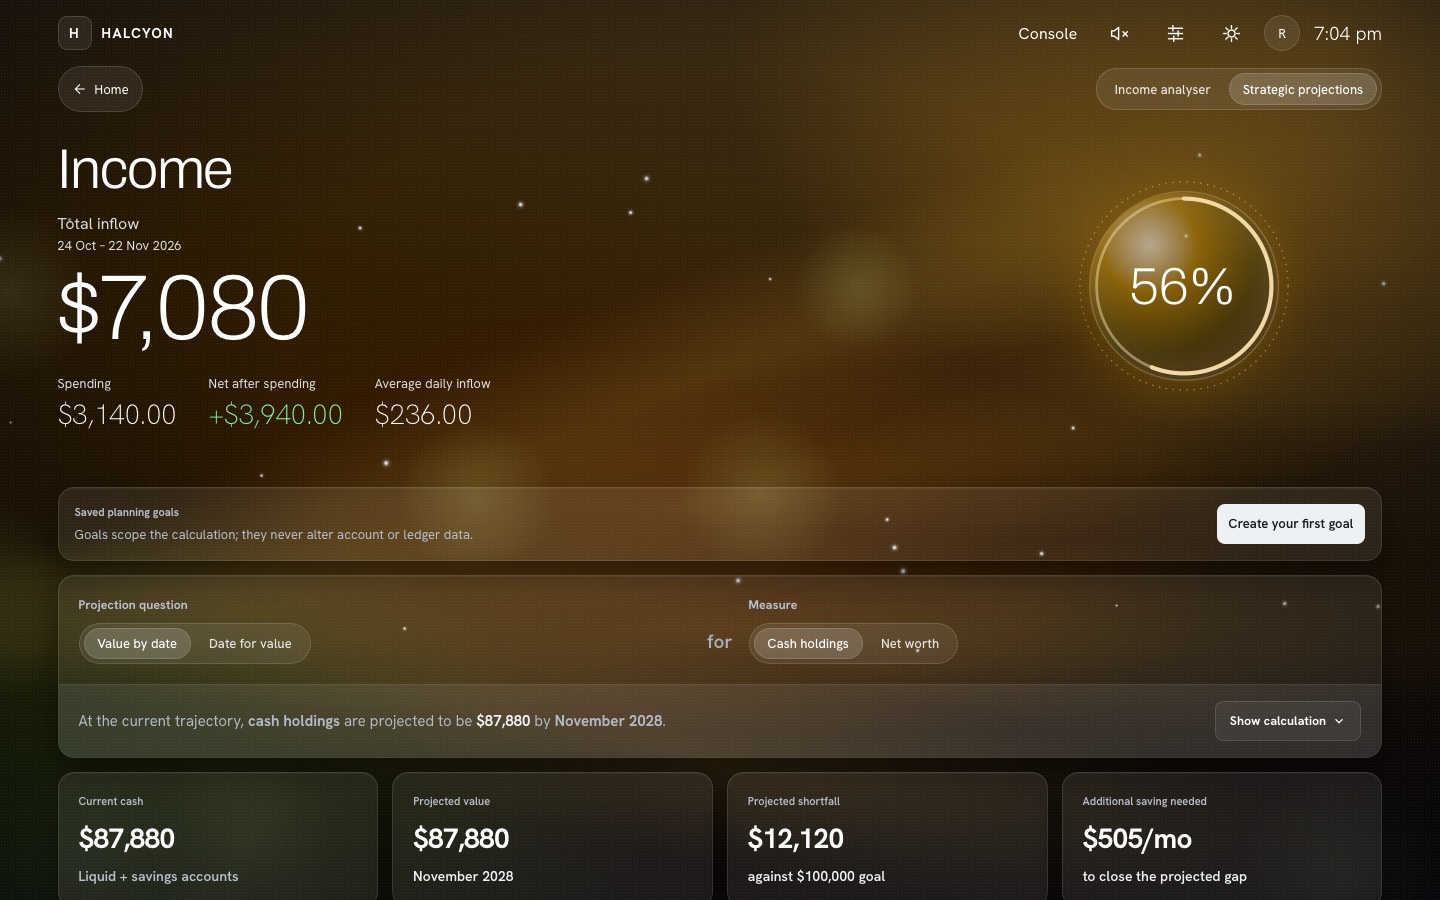 H HALCYON
Console
R
7:04 pm
← Home
Income analyser
Strategic projections
Income
Total inflow
24 Oct – 22 Nov 2026
$7,080
56%
Spending
Net after spending
Average daily inflow
$3,140.00
+$3,940.00
$236.00
Saved planning goals
Goals scope the calculation; they never alter account or ledger data.
Create your first goal
Projection question
Measure
Value by date
Date for value
for
Cash holdings
Net worth
At the current trajectory, cash holdings are projected to be $87,880 by November 2028.
Show calculation
Current cash
$87,880
Liquid + savings accounts
Projected value
$87,880
November 2028
Projected shortfall
$12,120
against $100,000 goal
Additional saving needed
$505/mo
to close the projected gap